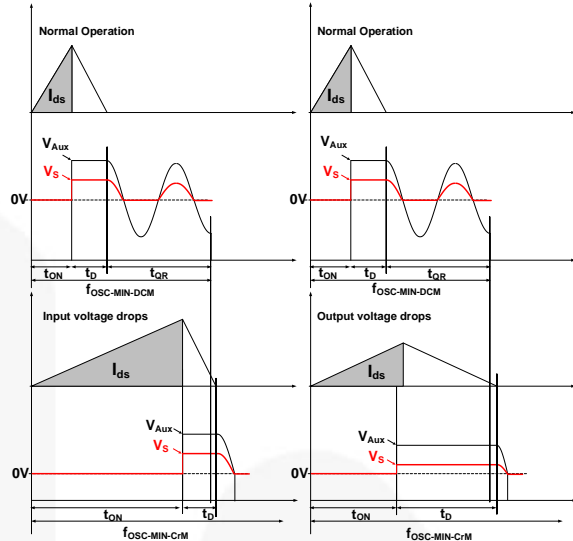 Normal Operation
Ids
VAux
VS
0V
tON tD tQR
fOSC-MIN-DCM
Normal Operation
Ids
VAux
VS
0V
tON tD tQR
fOSC-MIN-DCM
Input voltage drops
Ids
VAux
VS
0V
tON tD
fOSC-MIN-CrM
Output voltage drops
Ids
VAux
VS
0V
tON tD
fOSC-MIN-CrM